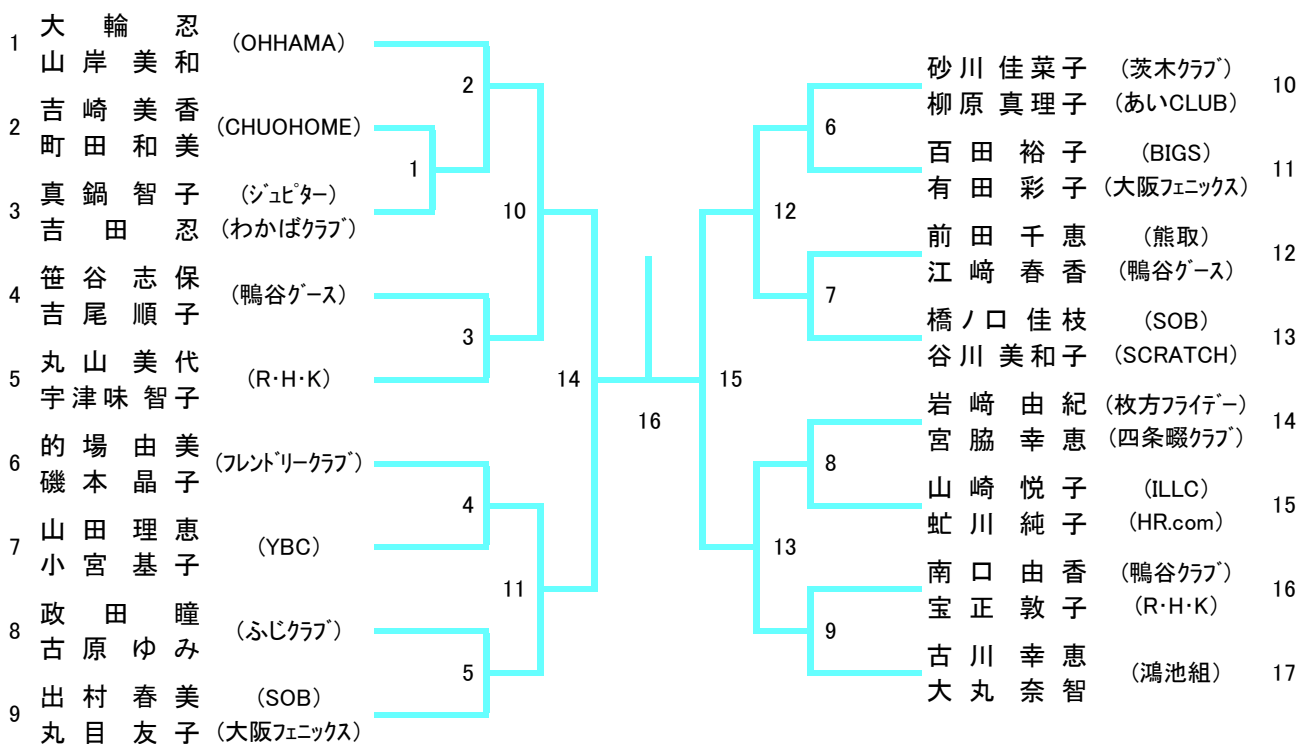 1 大輪忍 (OHHAMA)
山岸美和
2 吉崎美香 (CHUOHOME)
町田和美
3 真鍋智子 (ｼﾞｭﾋﾟﾀｰ)
吉田忍 (わかばｸﾗﾌﾞ)
4 笹谷志保 (鴨谷ｸﾞｰｽ)
吉尾順子
5 丸山美代 (R･H･K)
宇津味智子
6 的場由美 (ﾌﾚﾝﾄﾞﾘｰｸﾗﾌﾞ)
磯本晶子
7 山田理恵 (YBC)
小宮基子
8 政田瞳 (ふじｸﾗﾌﾞ)
古原ゆみ
9 出村春美 (SOB)
丸目友子 (大阪ﾌｪﾆｯｸｽ)
2
1
10
3
14
4
11
5
16
6
12
7
15
8
13
9
砂川佳菜子 (茨木ｸﾗﾌﾞ) 10
柳原真理子 (あいCLUB)
百田裕子 (BIGS) 11
有田彩子 (大阪ﾌｪﾆｯｸｽ)
前田千恵 (熊取) 12
江﨑春香 (鴨谷ｸﾞｰｽ)
橋ノ口佳枝 (SOB) 13
谷川美和子 (SCRATCH)
岩﨑由紀 (枚方ﾌﾗｲﾃﾞｰ) 14
宮脇幸恵 (四条畷ｸﾗﾌﾞ)
山崎悦子 (ILLC) 15
虻川純子 (HR.com)
南口由香 (鴨谷ｸﾗﾌﾞ) 16
宝正敦子 (R･H･K)
古川幸恵 (鴻池組) 17
大丸奈智